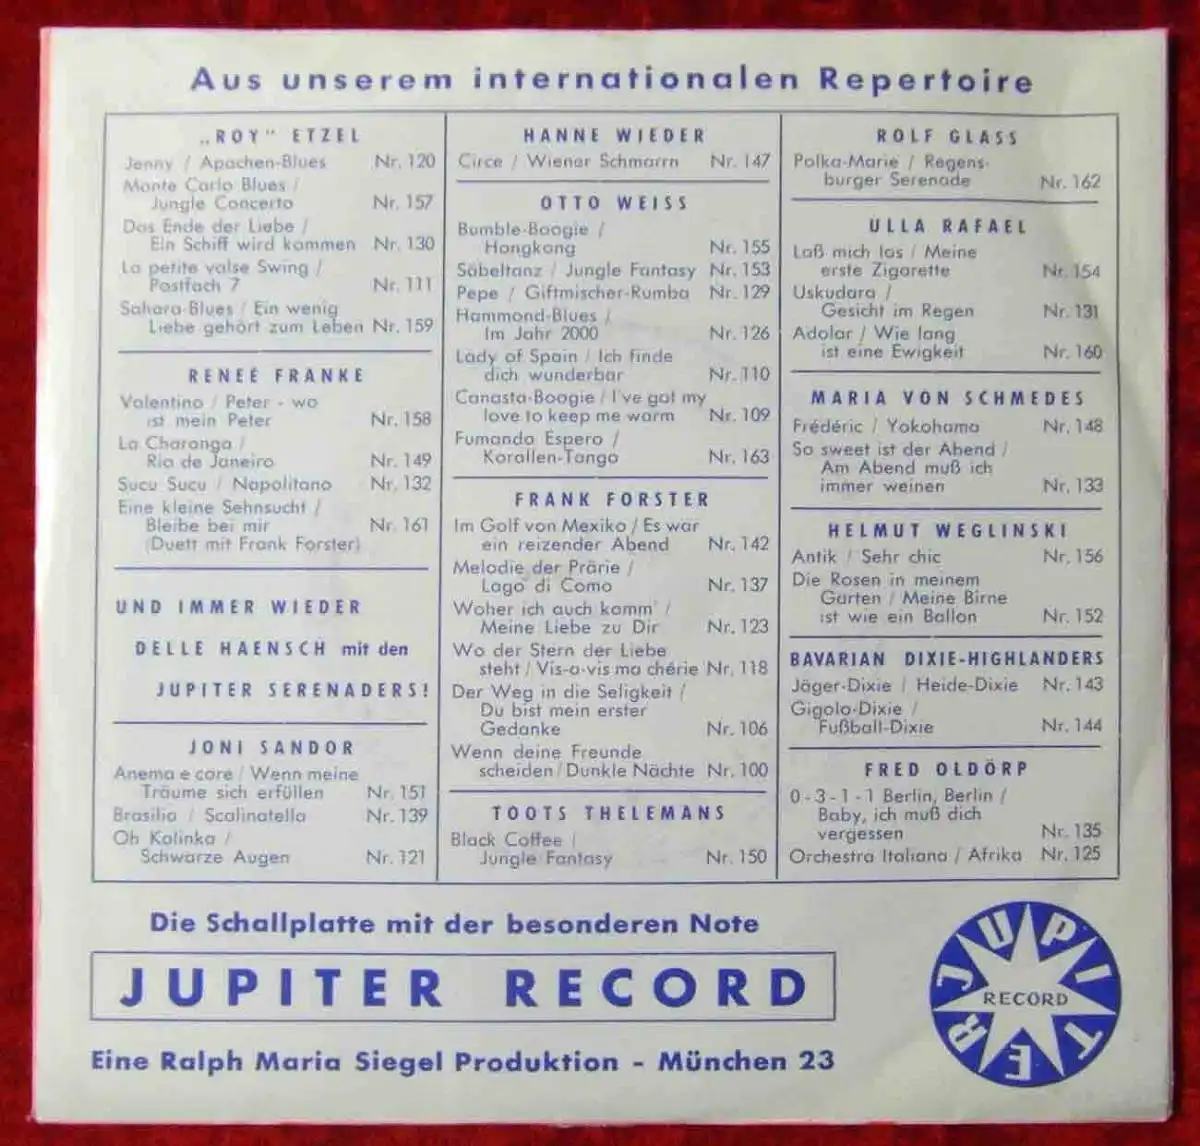 Aus unserem internationalen Repertoire
„ROY" ETZEL
Jenny / Apachen-Blues Nr. 120
Monte Carlo Blues /
Jungle Concerto Nr. 157
Das Ende der Liebe /
Ein Schiff wird kommen Nr. 130
La petite valse Swing /
Postfach 7 Nr. 111
Sahara-Blues / Ein wenig
Liebe gehört zum Leben Nr. 159
RENEÉ FRANKE
Valentino / Peter - wo
ist mein Peter Nr. 158
La Charanga /
Rio de Janeiro Nr. 149
Sucu Sucu / Napolitano Nr. 132
Eine kleine Sehnsucht /
Bleibe bei mir Nr. 161
(Duett mit Frank Forster)
UND IMMER WIEDER
DELLE HAENSCH mit den
JUPITER SERENADERS!
JONI SANDOR
Anema e core / Wenn meine
Träume sich erfüllen Nr. 151
Brasilia / Scalinatella Nr. 139
Oh Kalinka /
Schwarze Augen Nr. 121
HANNE WIEDER
Circe / Wiener Schmarrn Nr. 147
OTTO WEISS
Bumble-Boogie /
Hongkong Nr. 155
Säbeltanz / Jungle Fantasy Nr. 153
Pepe / Giftmischer-Rumba Nr. 129
Hammond-Blues /
Im Jahr 2000 Nr. 126
Lady of Spain / Ich finde
dich wunderbar Nr. 110
Canasta-Boogie / I've got my
love to keep me warm Nr. 109
Fumando Espero /
Korallen-Tango Nr. 163
FRANK FORSTER
Im Golf von Mexiko / Es war
ein reizender Abend Nr. 142
Melodie der Prärie /
Lago di Como Nr. 137
Woher ich auch komm' /
Meine Liebe zu Dir Nr. 123
Wo der Stern der Liebe
steht / Vis-a-vis ma chérie Nr. 118
Der Weg in die Seligkeit /
Du bist mein erster
Gedanke Nr. 106
Wenn deine Freunde
scheiden / Dunkle Nächte Nr. 100
TOOTS THELEMANS
Black Coffee /
Jungle Fantasy Nr. 150
ROLF GLASS
Polka-Marie / Regens-
burger Serenade Nr. 162
ULLA RAFAEL
Laß mich los / Meine
erste Zigarette Nr. 154
Uskudara /
Gesicht im Regen Nr. 131
Adolar / Wie lang
ist eine Ewigkeit Nr. 160
MARIA VON SCHMEDES
Frédéric / Yokohama Nr. 148
So sweet ist der Abend /
Am Abend muß ich
immer weinen Nr. 133
HELMUT WEGLINSKI
Antik / Sehr chic Nr. 156
Die Rosen in meinem
Garten / Meine Birne
ist wie ein Ballon Nr. 152
BAVARIAN DIXIE-HIGHLANDERS
Jäger-Dixie / Heide-Dixie Nr. 143
Gigolo-Dixie /
Fußball-Dixie Nr. 144
FRED OLDÖRP
0-3-1-1 Berlin, Berlin /
Baby, ich muß dich
vergessen Nr. 135
Orchestra Italiana / Afrika Nr. 125
Die Schallplatte mit der besonderen Note
JUPITER RECORD
Eine Ralph Maria Siegel Produktion - München 23
JUPITER
RECORD